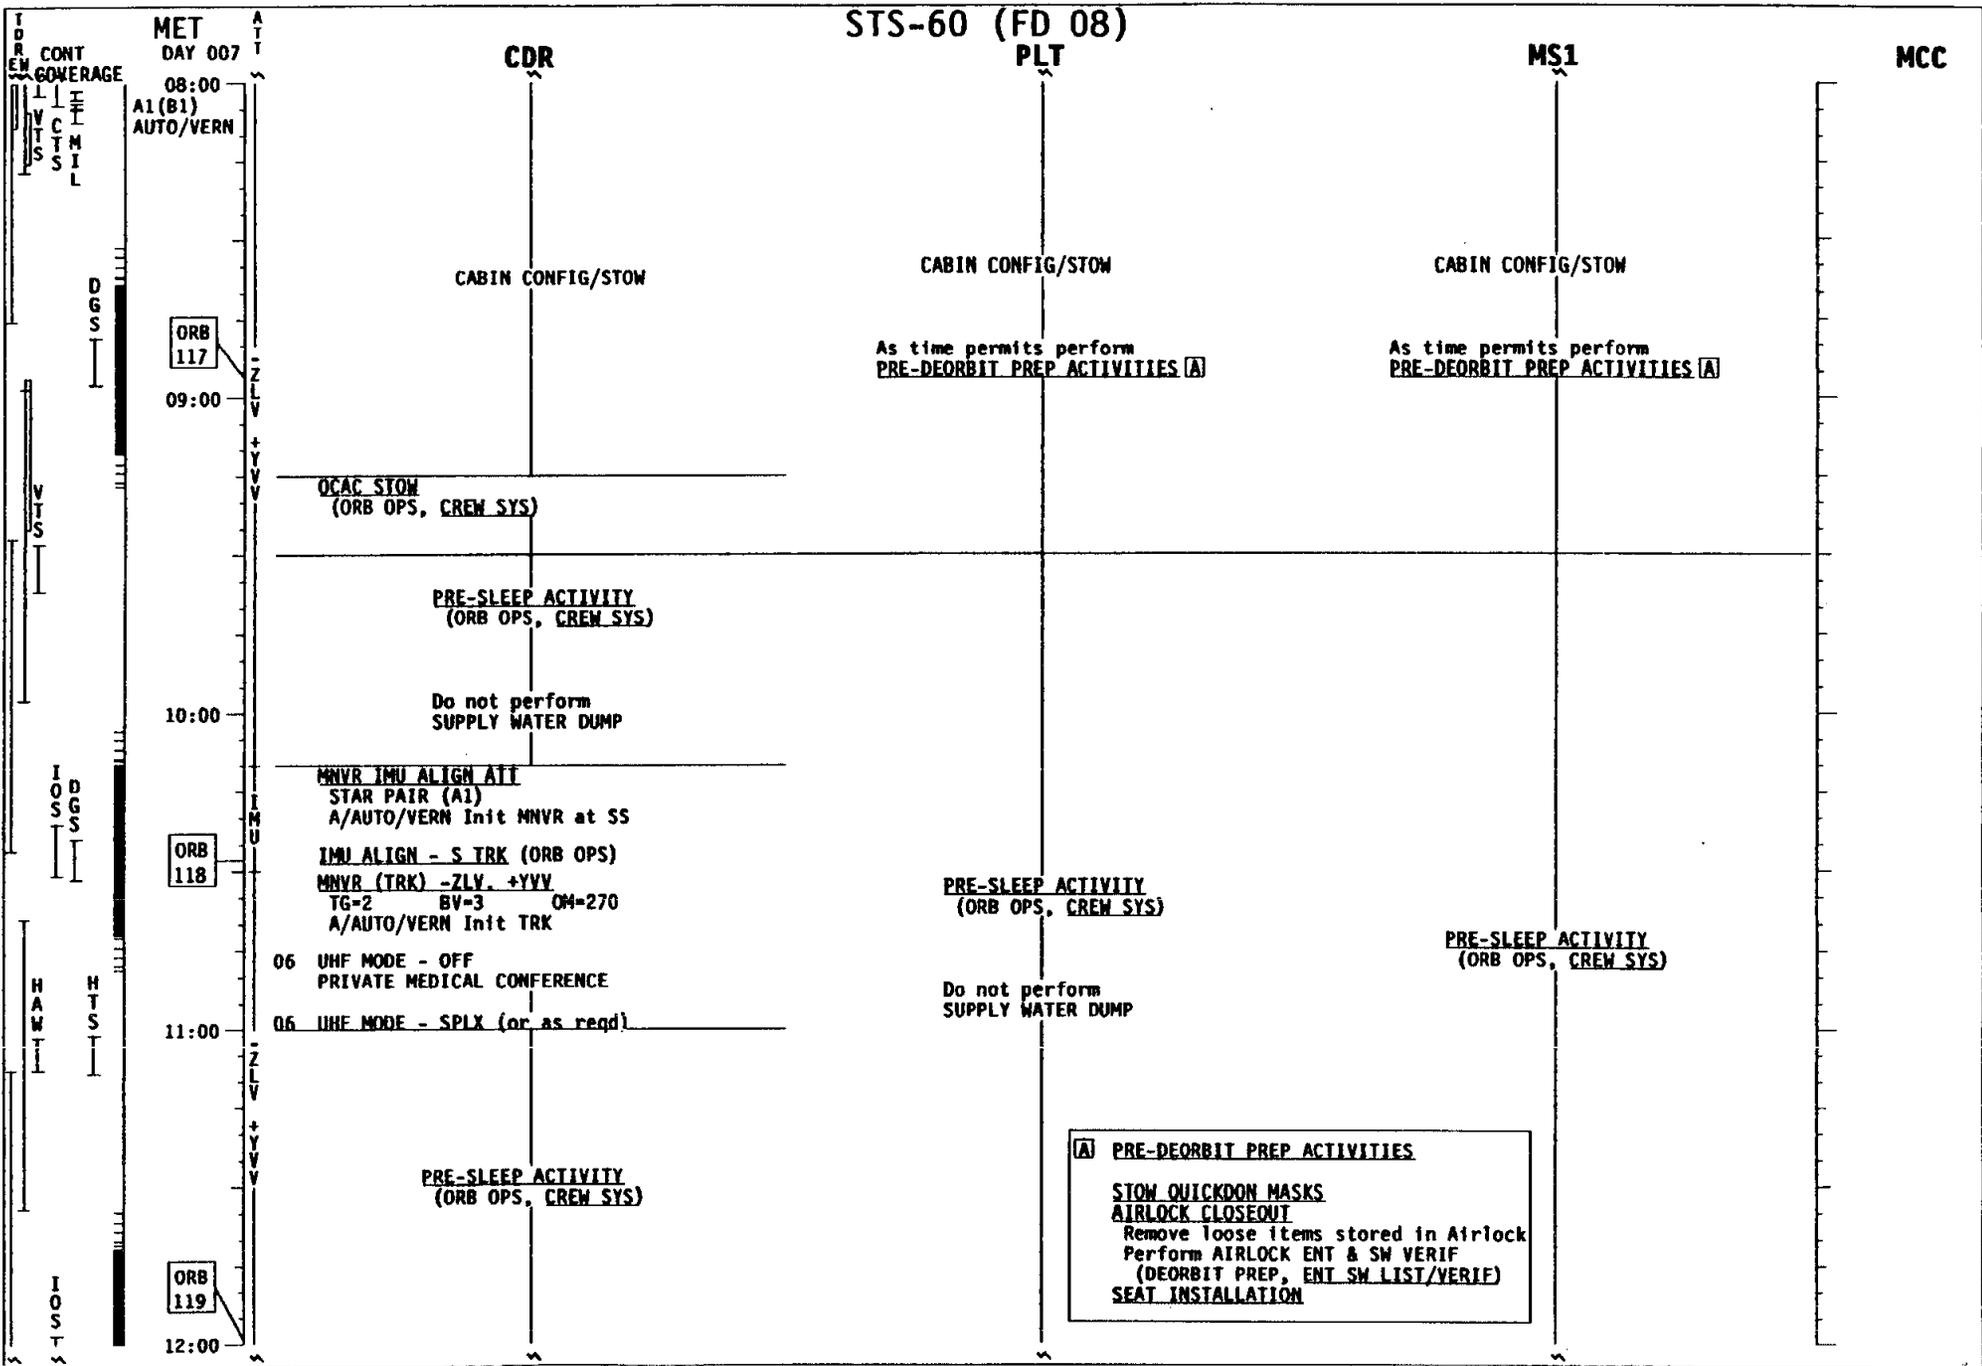 STS-60 (FD 08)
T D R E W
CONT
COVERAGE
MET
DAY 007
ATT
CDR
PLT
MS1
MCC
08:00
A1(B1)
AUTO/VERN
VTS
CTS
MIL
CABIN CONFIG/STOW
CABIN CONFIG/STOW
CABIN CONFIG/STOW
DGS
ORB
117
As time permits perform
PRE-DEORBIT PREP ACTIVITIES A
As time permits perform
PRE-DEORBIT PREP ACTIVITIES A
09:00
-ZLV +YVV
VTS
OCAC STOW
(ORB OPS, CREW SYS)
PRE-SLEEP ACTIVITY
(ORB OPS, CREW SYS)
Do not perform
SUPPLY WATER DUMP
10:00
IOS
DGS
IMU
MNVR IMU ALIGN ATT
STAR PAIR (A1)
A/AUTO/VERN Init MNVR at SS
ORB
118
IMU ALIGN - S TRK (ORB OPS)
MNVR (TRK) -ZLV, +YVV
TG=2 BV=3 OM=270
A/AUTO/VERN Init TRK
PRE-SLEEP ACTIVITY
(ORB OPS, CREW SYS)
PRE-SLEEP ACTIVITY
(ORB OPS, CREW SYS)
06 UHF MODE - OFF
PRIVATE MEDICAL CONFERENCE
Do not perform
SUPPLY WATER DUMP
HAWI
HTS
06 UHF MODE - SPLX (or as reqd)
11:00
-ZLV +YVV
PRE-SLEEP ACTIVITY
(ORB OPS, CREW SYS)
A PRE-DEORBIT PREP ACTIVITIES
STOW QUICKDON MASKS
AIRLOCK CLOSEOUT
Remove loose items stored in Airlock
Perform AIRLOCK ENT & SW VERIF
(DEORBIT PREP, ENT SW LIST/VERIF)
SEAT INSTALLATION
ORB
119
IOS
12:00